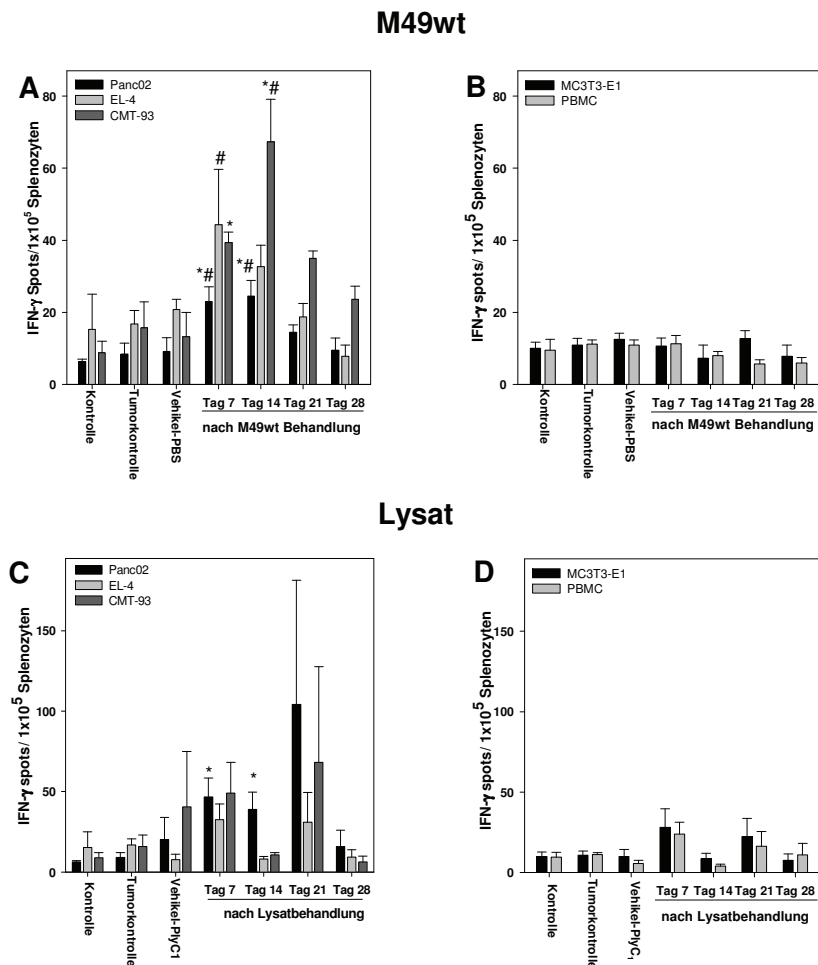 M49wt
A
Panc02
EL-4
CMT-93
IFN-γ Spots/1x10⁵ Splenozyten
80
60
40
20
0
*#
#
*
*#
*#
Kontrolle
Tumorkontrolle
Vehikel-PBS
Tag 7 Tag 14 Tag 21 Tag 28
nach M49wt Behandlung
B
MC3T3-E1
PBMC
IFN-γ spots/ 1x10⁵ Splenozyten
80
60
40
20
0
Kontrolle
Tumorkontrolle
Vehikel-PBS
Tag 7 Tag 14 Tag 21 Tag 28
nach M49wt Behandlung
Lysat
C
Panc02
EL-4
CMT-93
IFN-γ spots/ 1x10⁵ Splenozyten
150
100
50
0
*
*
Kontrolle
Tumorkontrolle
Vehikel-PlyC1
Tag 7 Tag 14 Tag 21 Tag 28
nach Lysatbehandlung
D
MC3T3-E1
PBMC
IFN-γ spots/ 1x10⁵ Splenozyten
150
100
50
0
Kontrolle
Tumorkontrolle
Vehikel-PlyC₁
Tag 7 Tag 14 Tag 21 Tag 28
nach Lysatbehandlung